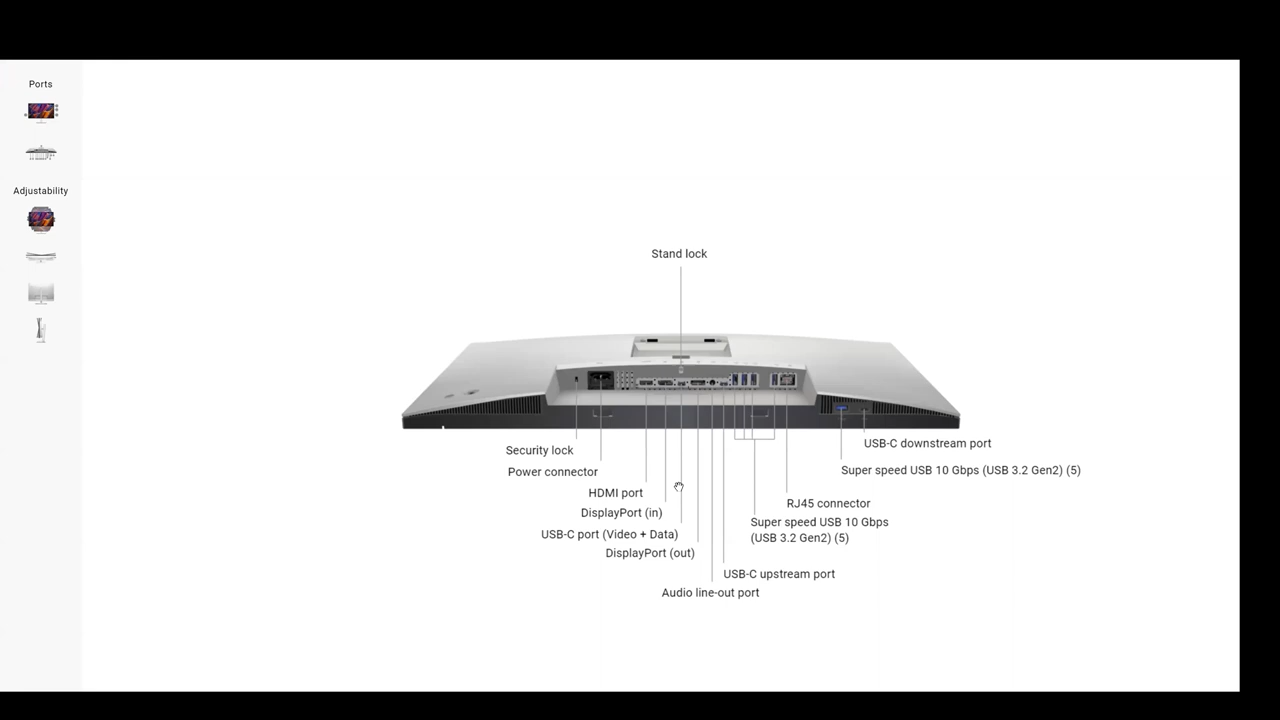 Ports
Adjustability
Stand lock
Security lock
Power connector
HDMI port
DisplayPort (in)
USB-C port (Video + Data)
DisplayPort (out)
Audio line-out port
USB-C upstream port
Super speed USB 10 Gbps
(USB 3.2 Gen2) (5)
RJ45 connector
USB-C downstream port
Super speed USB 10 Gbps (USB 3.2 Gen2) (5)